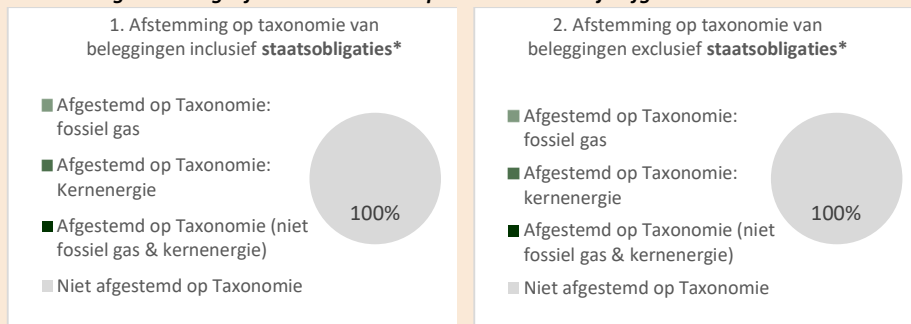 1. Afstemming op taxonomie van
beleggingen inclusief staatsobligaties*
Afgestemd op Taxonomie:
fossiel gas
Afgestemd op Taxonomie:
Kernenergie
Afgestemd op Taxonomie (niet
fossiel gas & kernenergie)
Niet afgestemd op Taxonomie
100%
2. Afstemming op taxonomie van
beleggingen exclusief staatsobligaties*
Afgestemd op Taxonomie:
fossiel gas
Afgestemd op Taxonomie:
kernenergie
Afgestemd op Taxonomie (niet
fossiel gas & kernenergie)
Niet afgestemd op Taxonomie
100%